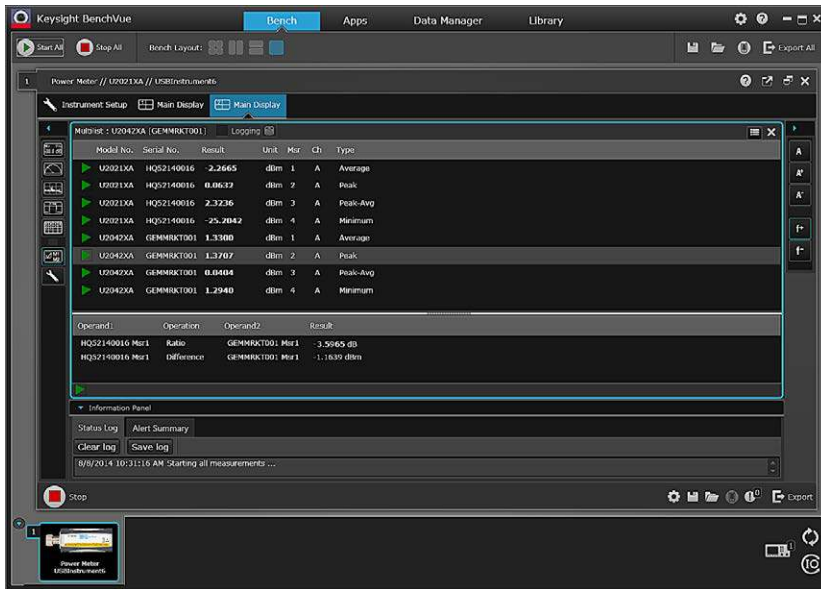 Keysight BenchVue
Bench Apps Data Manager Library
Start All Stop All Bench Layout: Export All
1 Power Meter // U2021XA // USBInstrument6
Instrument Setup Main Display Main Display
Multilist : U2042XA [GEMMRKT001] Logging
Model No. Serial No. Result Unit Msr Ch Type
U2021XA HQ52140016 -2.2665 dBm 1 A Average
U2021XA HQ52140016 0.0632 dBm 2 A Peak
U2021XA HQ52140016 2.3236 dBm 3 A Peak-Avg
U2021XA HQ52140016 -25.2042 dBm 4 A Minimum
U2042XA GEMMRKT001 1.3300 dBm 1 A Average
U2042XA GEMMRKT001 1.3707 dBm 2 A Peak
U2042XA GEMMRKT001 0.0404 dBm 3 A Peak-Avg
U2042XA GEMMRKT001 1.2940 dBm 4 A Minimum
Operand1 Operation Operand2 Result
HQ52140016 Msr1 Ratio GEMMRKT001 Msr1 -3.5965 dB
HQ52140016 Msr1 Difference GEMMRKT001 Msr1 -1.1639 dBm
A
A+
A-
f+
f-
Information Panel
Status Log Alert Summary
Clear log Save log
8/8/2014 10:31:16 AM Starting all measurements ...
Stop 0 Export
1
Power Meter
USBInstrument6
1
IO